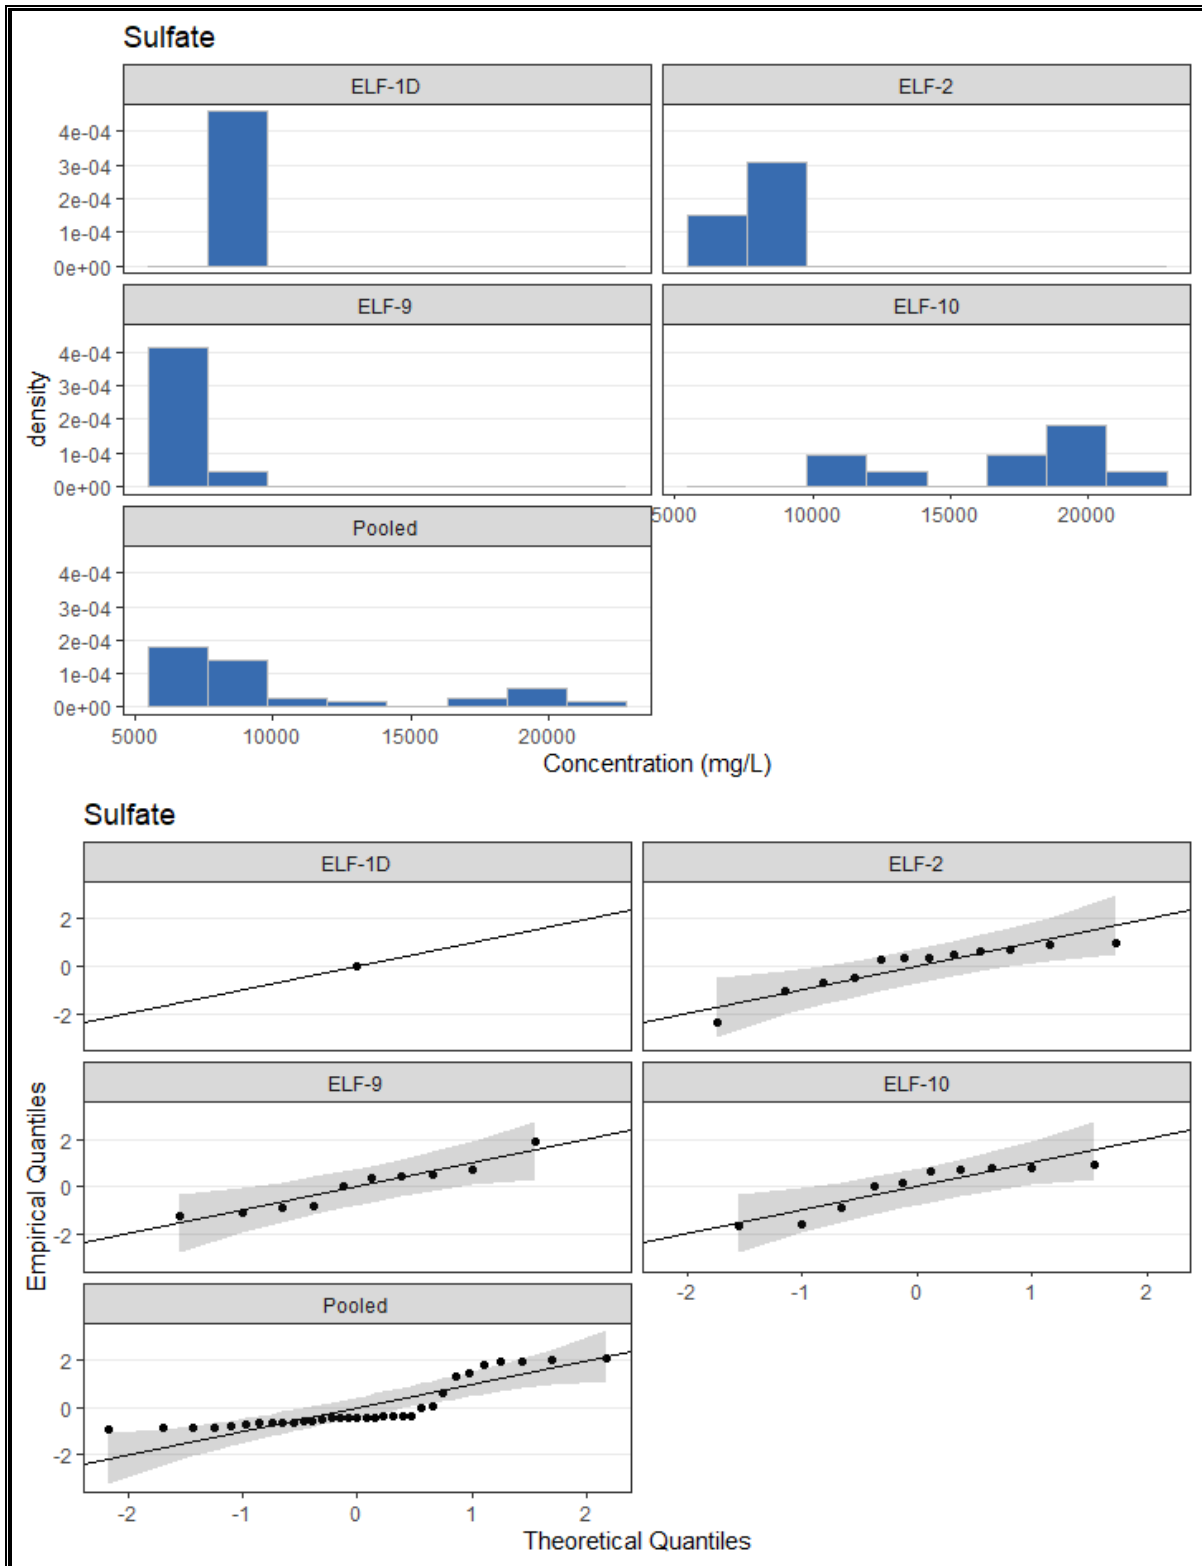 Sulfate
ELF-1D
ELF-2
4e-04
3e-04
2e-04
1e-04
0e+00
ELF-9
ELF-10
4e-04
3e-04
2e-04
1e-04
0e+00
density
5000 10000 15000 20000
Pooled
4e-04
3e-04
2e-04
1e-04
0e+00
5000 10000 15000 20000
Concentration (mg/L)
Sulfate
ELF-1D
ELF-2
2
0
-2
ELF-9
ELF-10
2
0
-2
Empirical Quantiles
-2 -1 0 1 2
Pooled
2
0
-2
-2 -1 0 1 2
Theoretical Quantiles